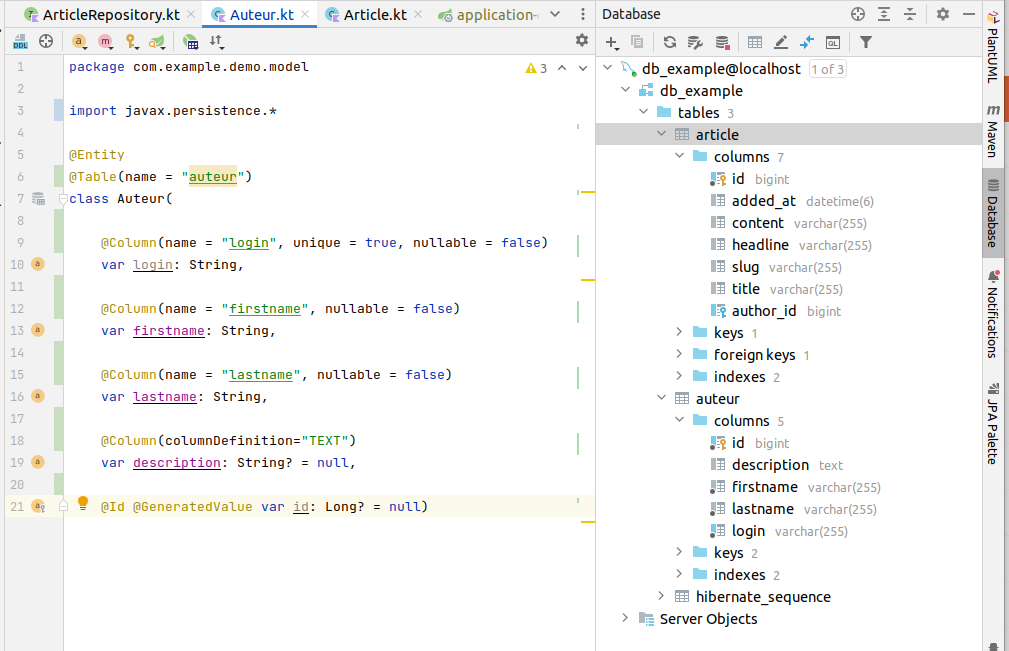 ArticleRepository.kt Auteur.kt Article.kt application-
DDL
3
1 package com.example.demo.model
2
3 import javax.persistence.*
4
5 @Entity
6 @Table(name = "auteur")
7 class Auteur(
8
9 @Column(name = "login", unique = true, nullable = false)
10 var login: String,
11
12 @Column(name = "firstname", nullable = false)
13 var firstname: String,
14
15 @Column(name = "lastname", nullable = false)
16 var lastname: String,
17
18 @Column(columnDefinition="TEXT")
19 var description: String? = null,
20
21 @Id @GeneratedValue var id: Long? = null)
Database
QL
db_example@localhost 1 of 3
db_example
tables 3
article
columns 7
id bigint
added_at datetime(6)
content varchar(255)
headline varchar(255)
slug varchar(255)
title varchar(255)
author_id bigint
keys 1
foreign keys 1
indexes 2
auteur
columns 5
id bigint
description text
firstname varchar(255)
lastname varchar(255)
login varchar(255)
keys 2
indexes 2
hibernate_sequence
Server Objects
PlantUML
m Maven
Database
Notifications
JPA Palette